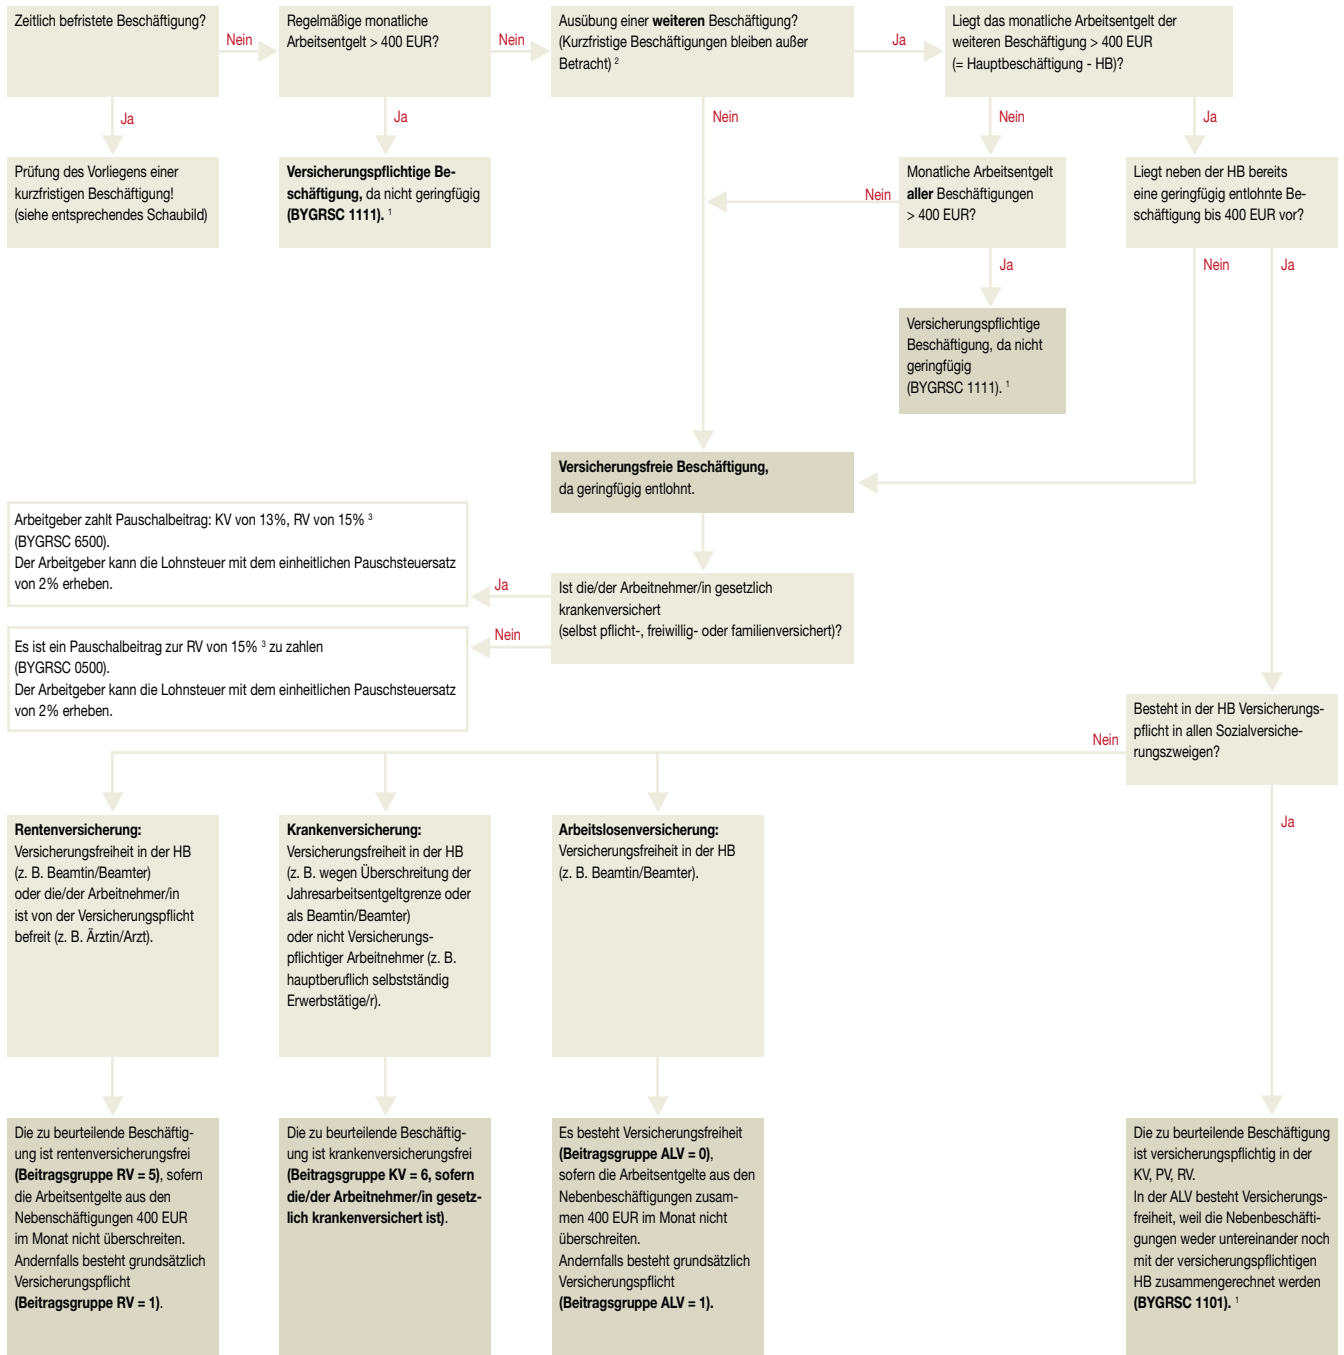 Zeitlich befristete Beschäftigung?
Nein
Ja
Regelmäßige monatliche
Arbeitsentgelt > 400 EUR?
Nein
Ja
Ausübung einer weiteren Beschäftigung?
(Kurzfristige Beschäftigungen bleiben außer
Betracht) ²
Ja
Nein
Liegt das monatliche Arbeitsentgelt der
weiteren Beschäftigung > 400 EUR
(= Hauptbeschäftigung - HB)?
Nein
Ja
Prüfung des Vorliegens einer
kurzfristigen Beschäftigung!
(siehe entsprechendes Schaubild)
Versicherungspflichtige Be-
schäftigung, da nicht geringfügig
(BYGRSC 1111). ¹
Monatliche Arbeitsentgelt
aller Beschäftigungen
> 400 EUR?
Nein
Ja
Liegt neben der HB bereits
eine geringfügig entlohnte Be-
schäftigung bis 400 EUR vor?
Nein
Ja
Versicherungspflichtige
Beschäftigung, da nicht
geringfügig
(BYGRSC 1111). ¹
Versicherungsfreie Beschäftigung,
da geringfügig entlohnt.
Arbeitgeber zahlt Pauschalbeitrag: KV von 13%, RV von 15% ³
(BYGRSC 6500).
Der Arbeitgeber kann die Lohnsteuer mit dem einheitlichen Pauschsteuersatz
von 2% erheben.
Ja
Ist die/der Arbeitnehmer/in gesetzlich
krankenversichert
(selbst pflicht-, freiwillig- oder familienversichert)?
Nein
Es ist ein Pauschalbeitrag zur RV von 15% ³ zu zahlen
(BYGRSC 0500).
Der Arbeitgeber kann die Lohnsteuer mit dem einheitlichen Pauschsteuersatz
von 2% erheben.
Besteht in der HB Versicherungs-
pflicht in allen Sozialversiche-
rungszweigen?
Nein
Ja
Rentenversicherung:
Versicherungsfreiheit in der HB
(z. B. Beamtin/Beamter)
oder die/der Arbeitnehmer/in
ist von der Versicherungspflicht
befreit (z. B. Ärztin/Arzt).
Krankenversicherung:
Versicherungsfreiheit in der HB
(z. B. wegen Überschreitung der
Jahresarbeitsentgeltgrenze oder
als Beamtin/Beamter)
oder nicht Versicherungs-
pflichtiger Arbeitnehmer (z. B.
hauptberuflich selbstständig
Erwerbstätige/r).
Arbeitslosenversicherung:
Versicherungsfreiheit in der HB
(z. B. Beamtin/Beamter).
Die zu beurteilende Beschäftig-
ung ist rentenversicherungsfrei
(Beitragsgruppe RV = 5), sofern
die Arbeitsentgelte aus den
Nebenschäftigungen 400 EUR
im Monat nicht überschreiten.
Andernfalls besteht grundsätzlich
Versicherungspflicht
(Beitragsgruppe RV = 1).
Die zu beurteilende Beschäftig-
ung ist krankenversicherungsfrei
(Beitragsgruppe KV = 6, sofern
die/der Arbeitnehmer/in gesetz-
lich krankenversichert ist).
Es besteht Versicherungsfreiheit
(Beitragsgruppe ALV = 0),
sofern die Arbeitsentgelte aus den
Nebenbeschäftigungen zusam-
men 400 EUR im Monat nicht
überschreiten.
Andernfalls besteht grundsätzlich
Versicherungspflicht
(Beitragsgruppe ALV = 1).
Die zu beurteilende Beschäftigung
ist versicherungspflichtig in der
KV, PV, RV.
In der ALV besteht Versicherungs-
freiheit, weil die Nebenbeschäfti-
gungen weder untereinander noch
mit der versicherungspflichtigen
HB zusammengerechnet werden
(BYGRSC 1101). ¹